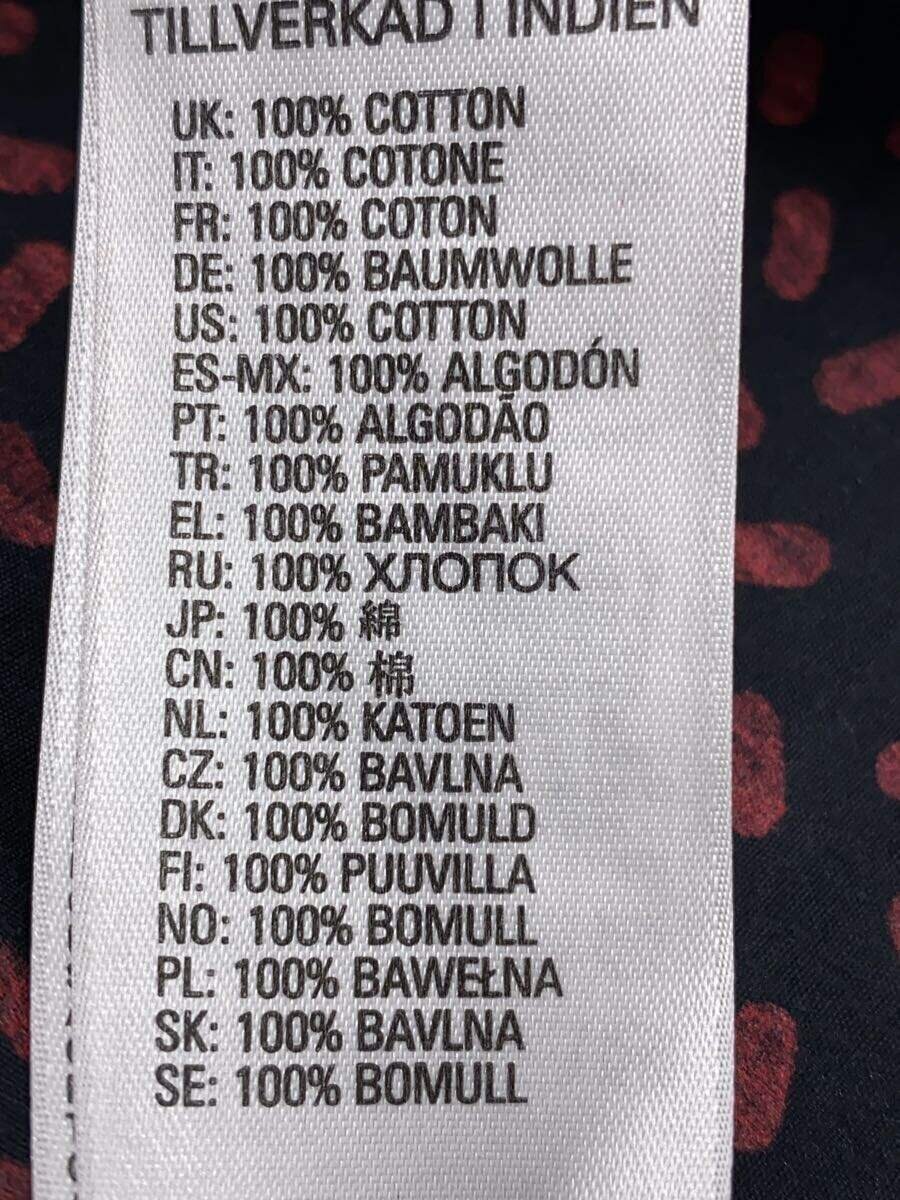 TILLVERKAD I INDIEN
UK: 100% COTTON
IT: 100% COTONE
FR: 100% COTON
DE: 100% BAUMWOLLE
US: 100% COTTON
ES-MX: 100% ALGODÓN
PT: 100% ALGODÃO
TR: 100% PAMUKLU
EL: 100% BAMBAKI
RU: 100% ХЛОПОК
JP: 100% 綿
CN: 100% 棉
NL: 100% KATOEN
CZ: 100% BAVLNA
DK: 100% BOMULD
FI: 100% PUUVILLA
NO: 100% BOMULL
PL: 100% BAWEŁNA
SK: 100% BAVLNA
SE: 100% BOMULL